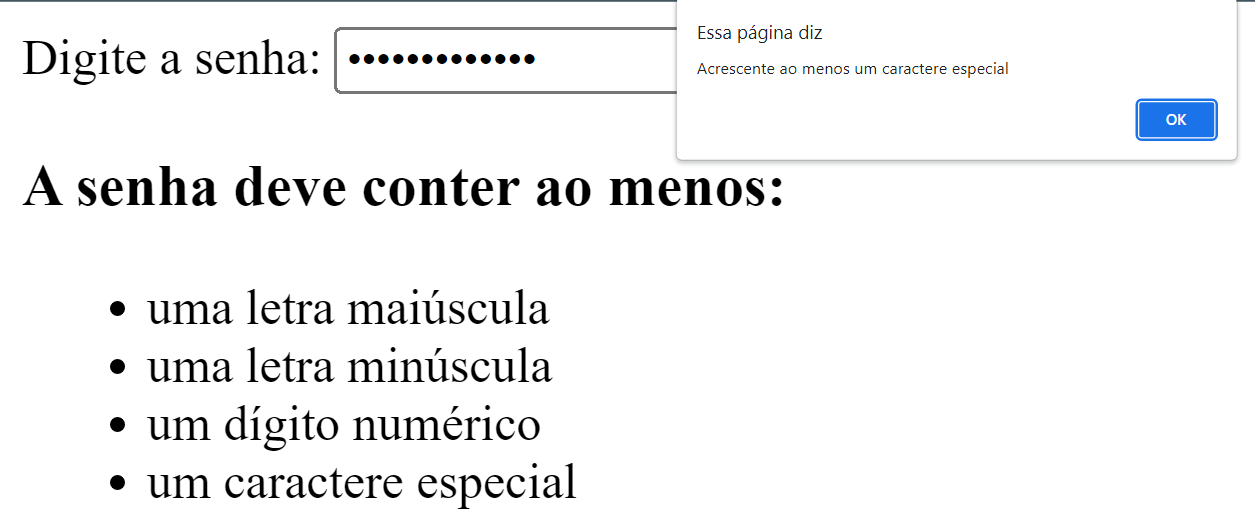 Digite a senha: •••••••••••••
Essa página diz
Acrescente ao menos um caractere especial
OK
A senha deve conter ao menos:
• uma letra maiúscula
• uma letra minúscula
• um dígito numérico
• um caractere especial